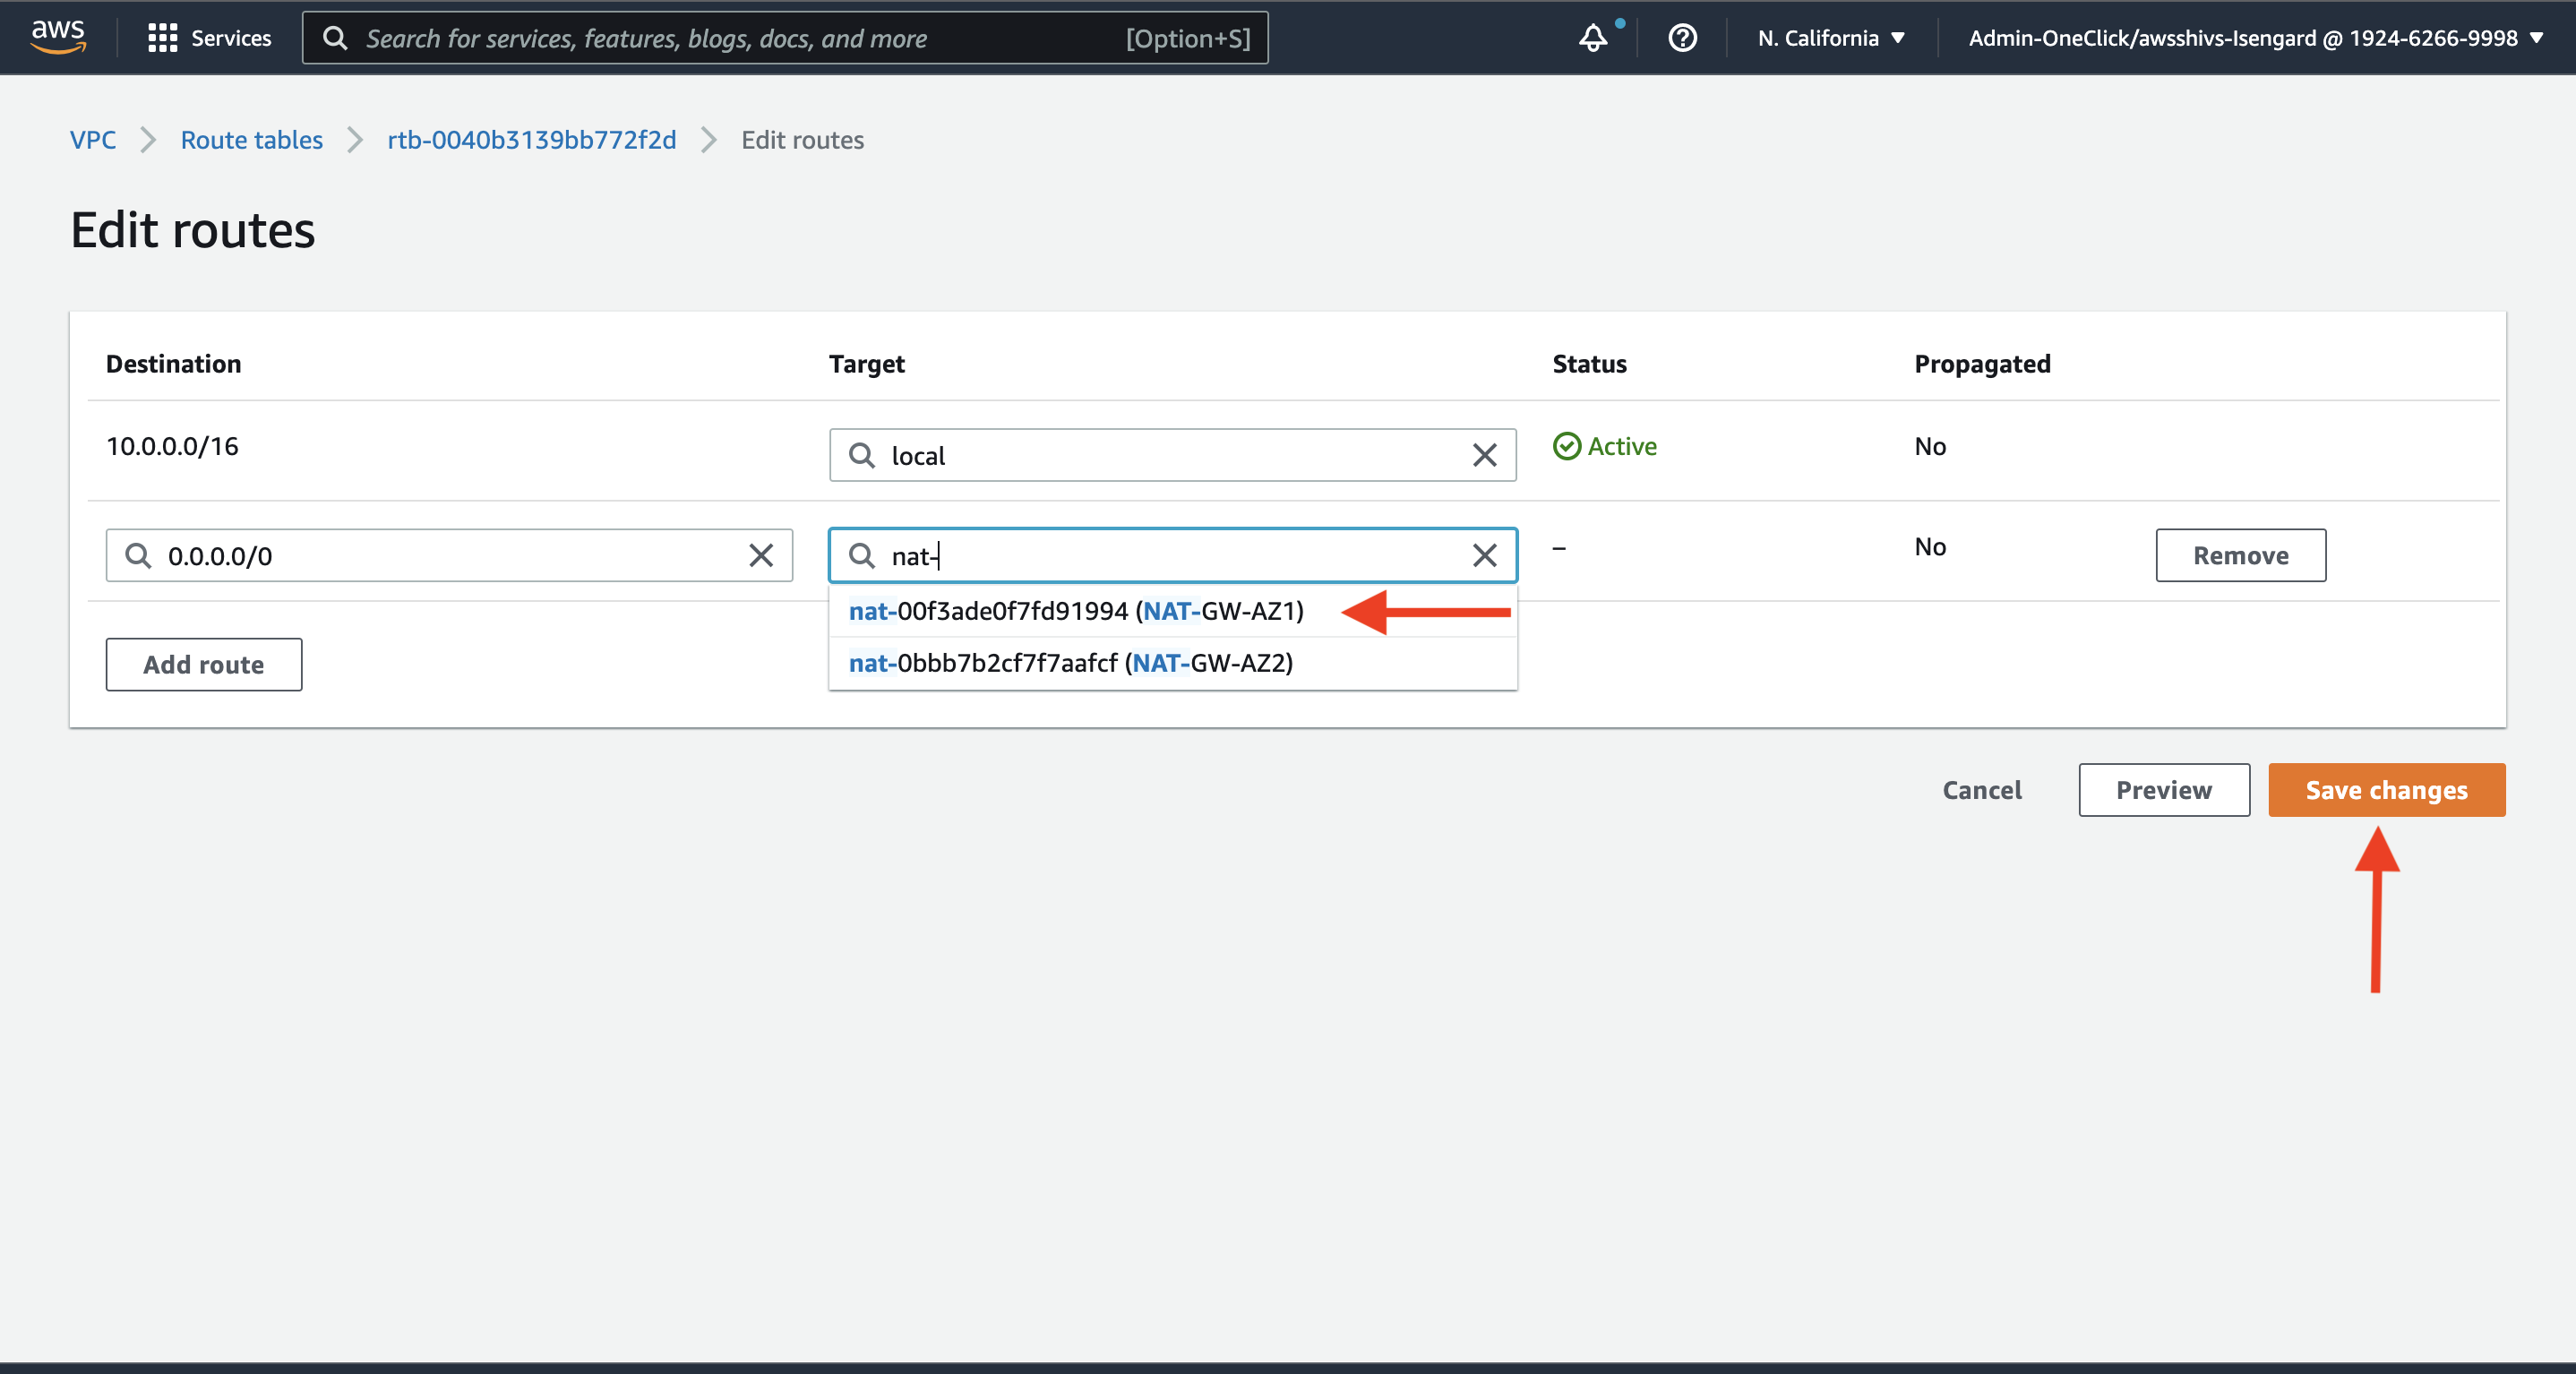 aws
Services
Search for services, features, blogs, docs, and more
[Option+S]
N. California
Admin-OneClick/awsshivs-Isengard @ 1924-6266-9998
VPC
Route tables
rtb-0040b3139bb772f2d
Edit routes
Edit routes
Destination
Target
Status
Propagated
10.0.0.0/16
local
Active
No
0.0.0.0/0
nat-
–
No
Remove
nat-00f3ade0f7fd91994 (NAT-GW-AZ1)
nat-0bbb7b2cf7f7aafcf (NAT-GW-AZ2)
Add route
Cancel
Preview
Save changes